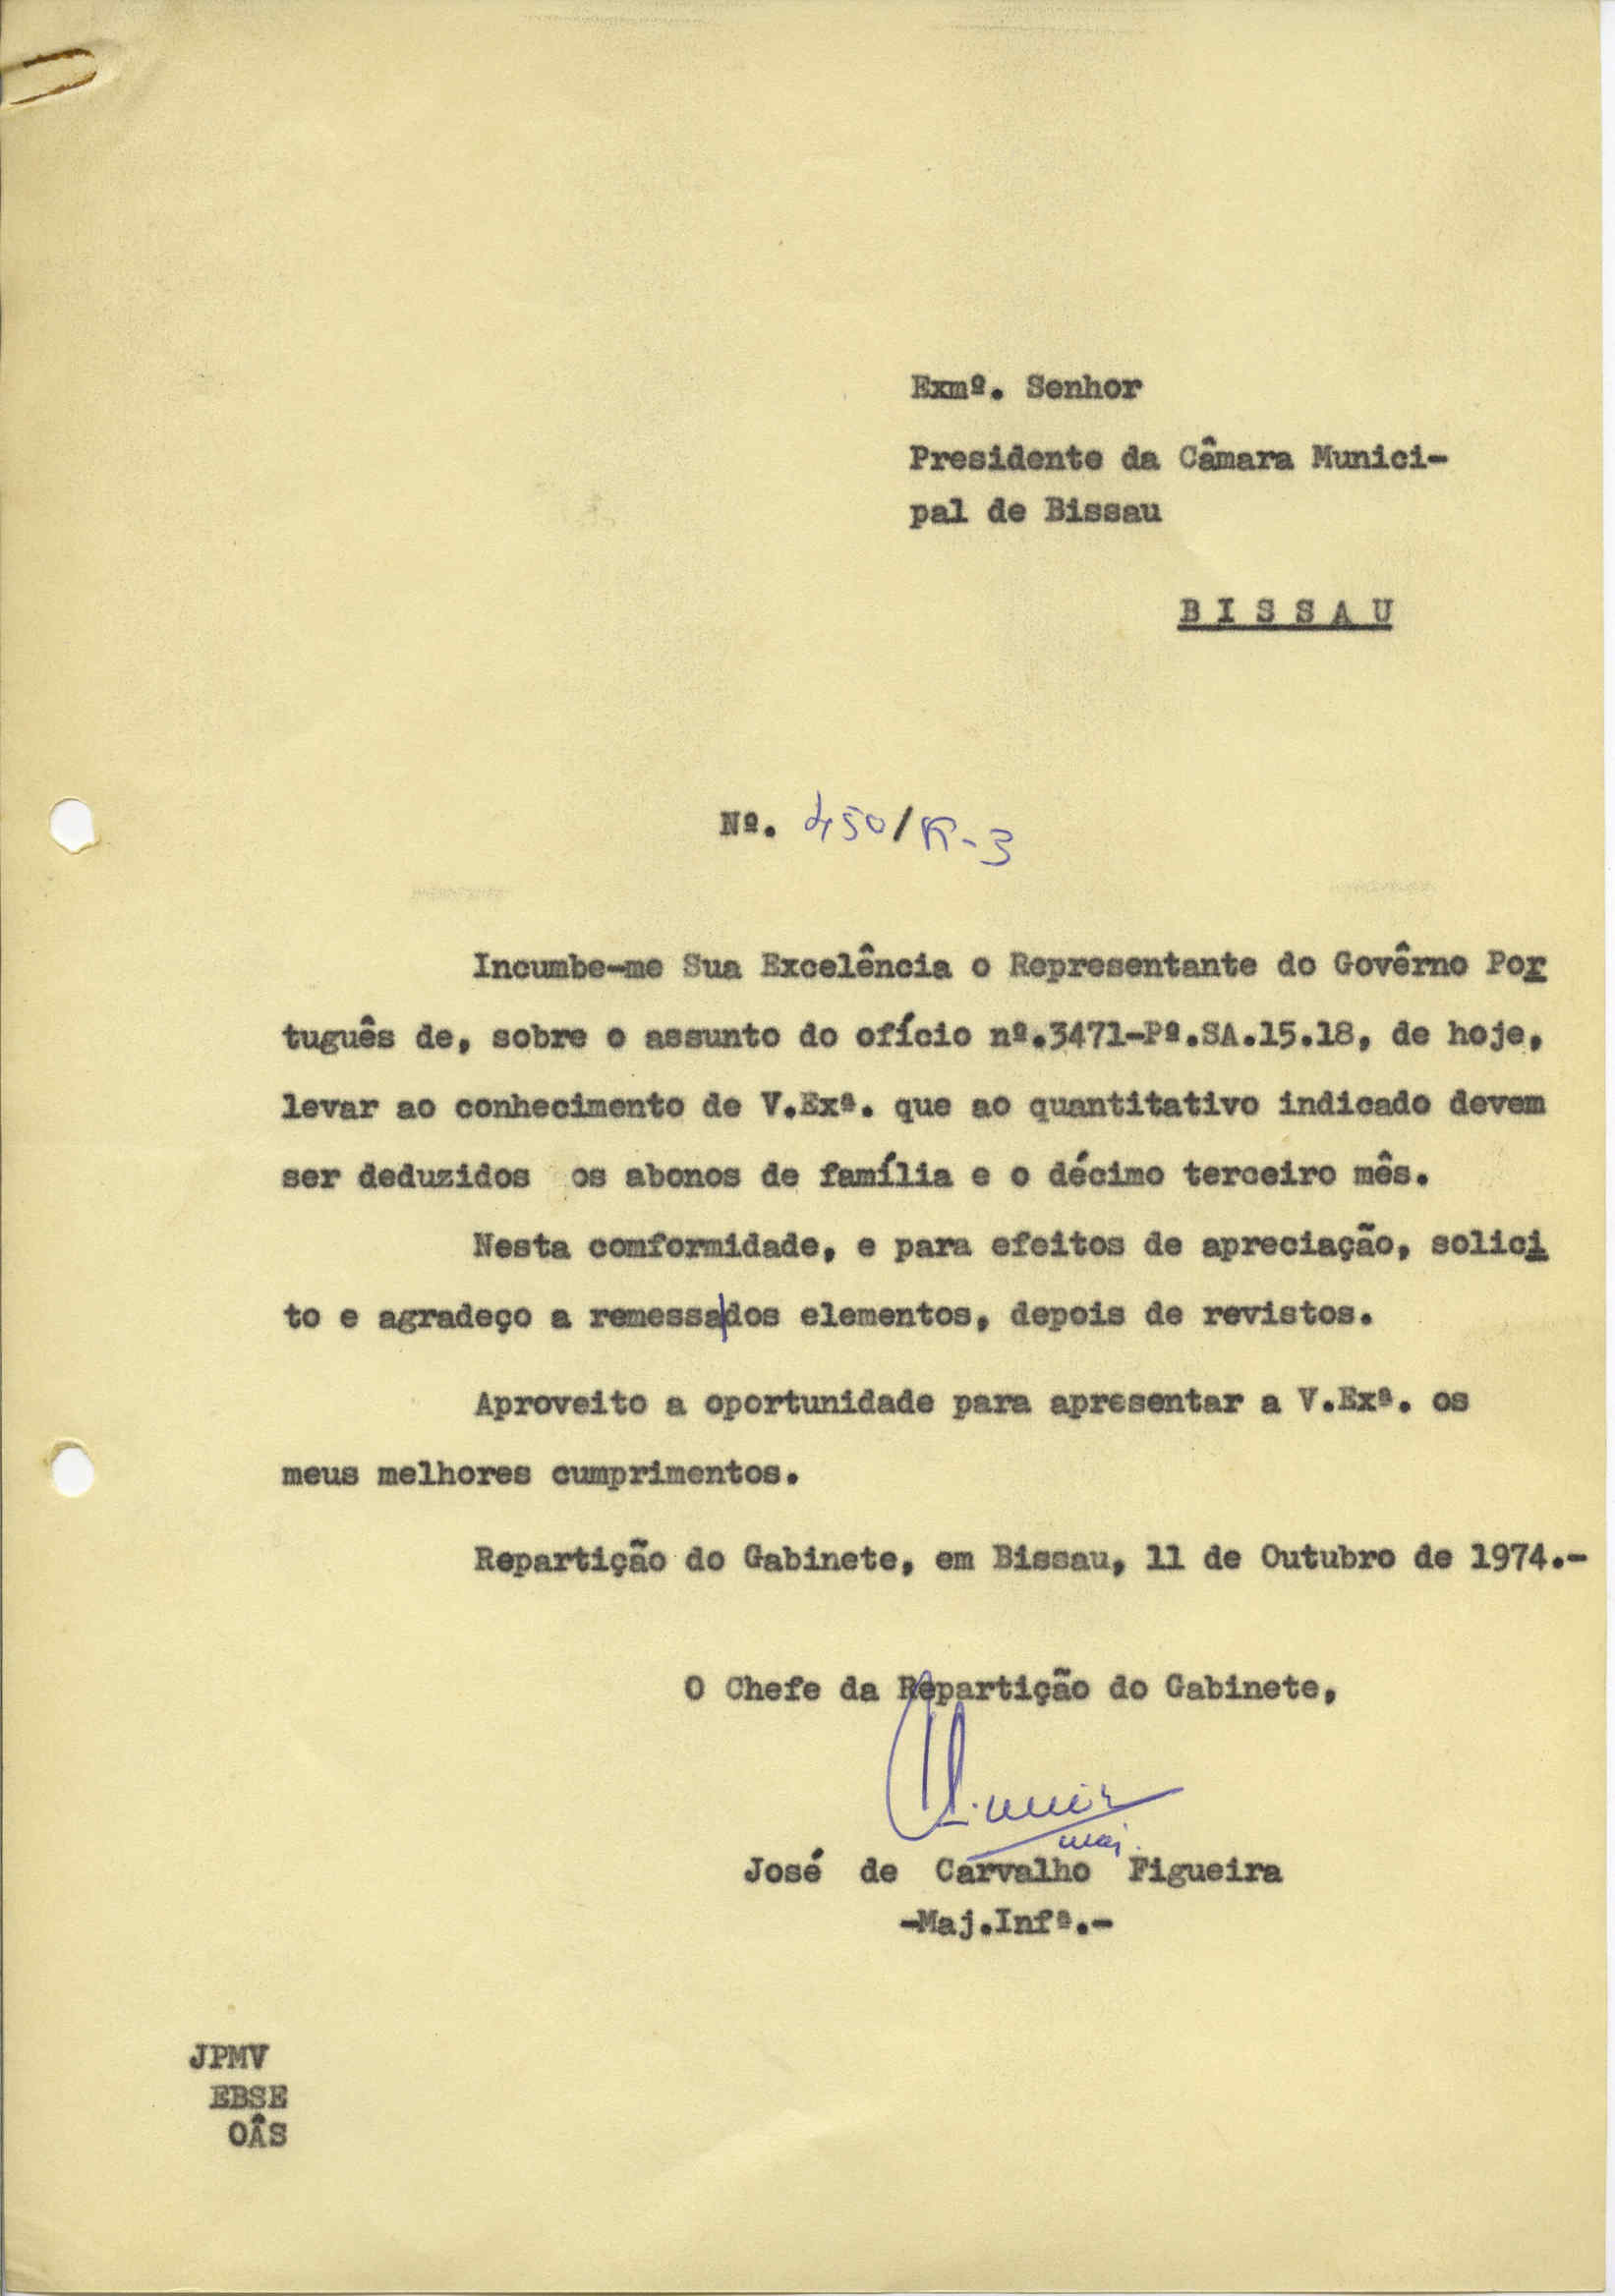 Exmº. Senhor
Presidente da Câmara Munici-
pal de Bissau
B I S S A U
Nº. 450/R-3
Incumbe-me Sua Excelência o Representante do Govêrno Por
tuguês de, sobre o assunto do ofício nº.3471-Pº.SA.15.18, de hoje,
levar ao conhecimento de V.Exª. que ao quantitativo indicado devem
ser deduzidos os abonos de família e o décimo terceiro mês.
Nesta comformidade, e para efeitos de apreciação, solici
to e agradeço a remessa|dos elementos, depois de revistos.
Aproveito a oportunidade para apresentar a V.Exª. os
meus melhores cumprimentos.
Repartição do Gabinete, em Bissau, 11 de Outubro de 1974.-
O Chefe da Repartição do Gabinete,
maj.
José de Carvalho Figueira
-Maj.Infª.-
JPMV
EBSE
OÂS